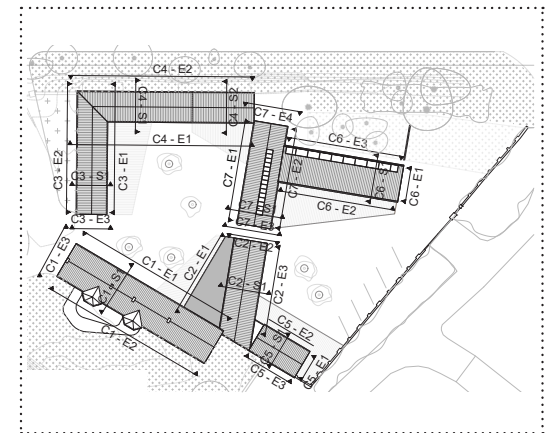 C4 - E2
C4 - S1
C4 - S2
C7 - E4
C4 - E1
C6 - E3
C3 - E2
C3 - S1
C3 - E1
C7 - E1
C7 - E2
C6 - S1
C6 - E1
C3 - E3
C7 - S1
C7 - E3
C6 - E2
C1 - E3
C1 - S1
C1 - E1
C2 - E1
C2 - E2
C2 - S1
C2 - E3
C1 - E2
C5 - E2
C5 - S1
C5 - E3
C5 - E1